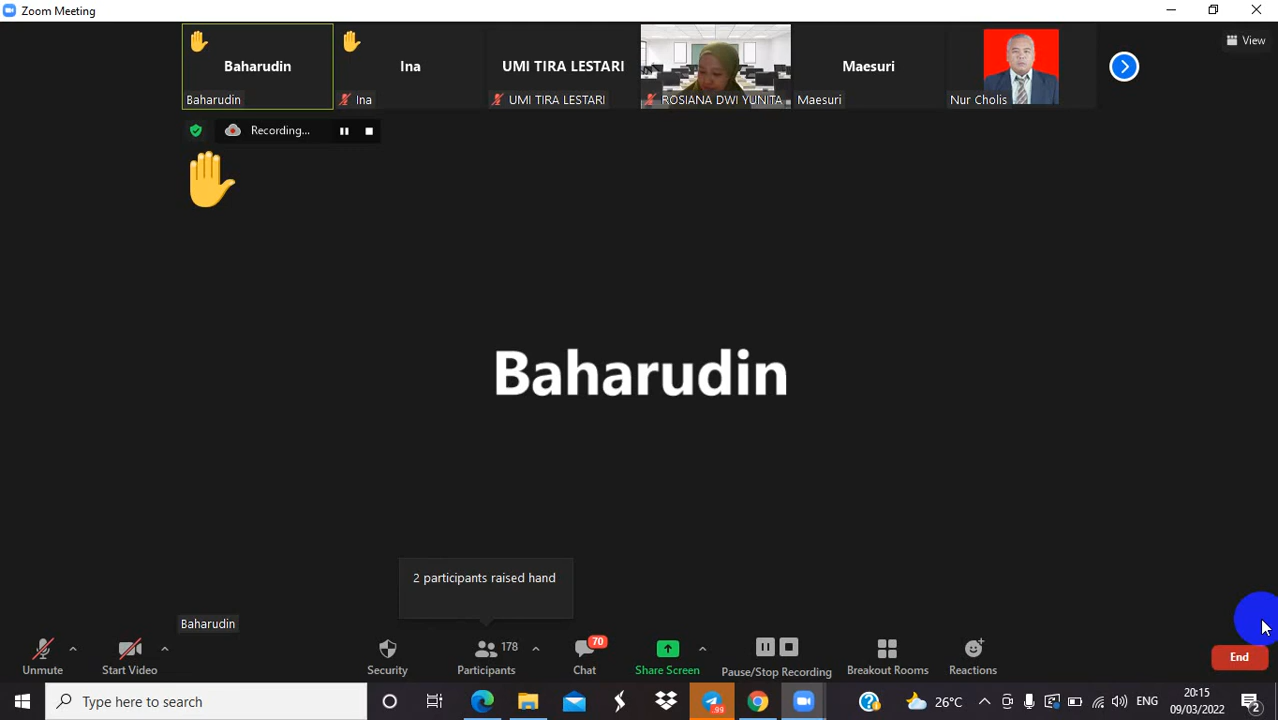 Zoom Meeting
Baharudin
Ina
UMI TIRA LESTARI
Maesuri
Baharudin
Ina
UMI TIRA LESTARI
ROSIANA DWI YUNITA
Maesuri
Nur Cholis
View
Recording...
Baharudin
2 participants raised hand
Baharudin
Unmute
Start Video
Security
178
Participants
70
Chat
Share Screen
Pause/Stop Recording
Breakout Rooms
Reactions
End
Type here to search
99
26°C
ENG
20:15
09/03/2022
2